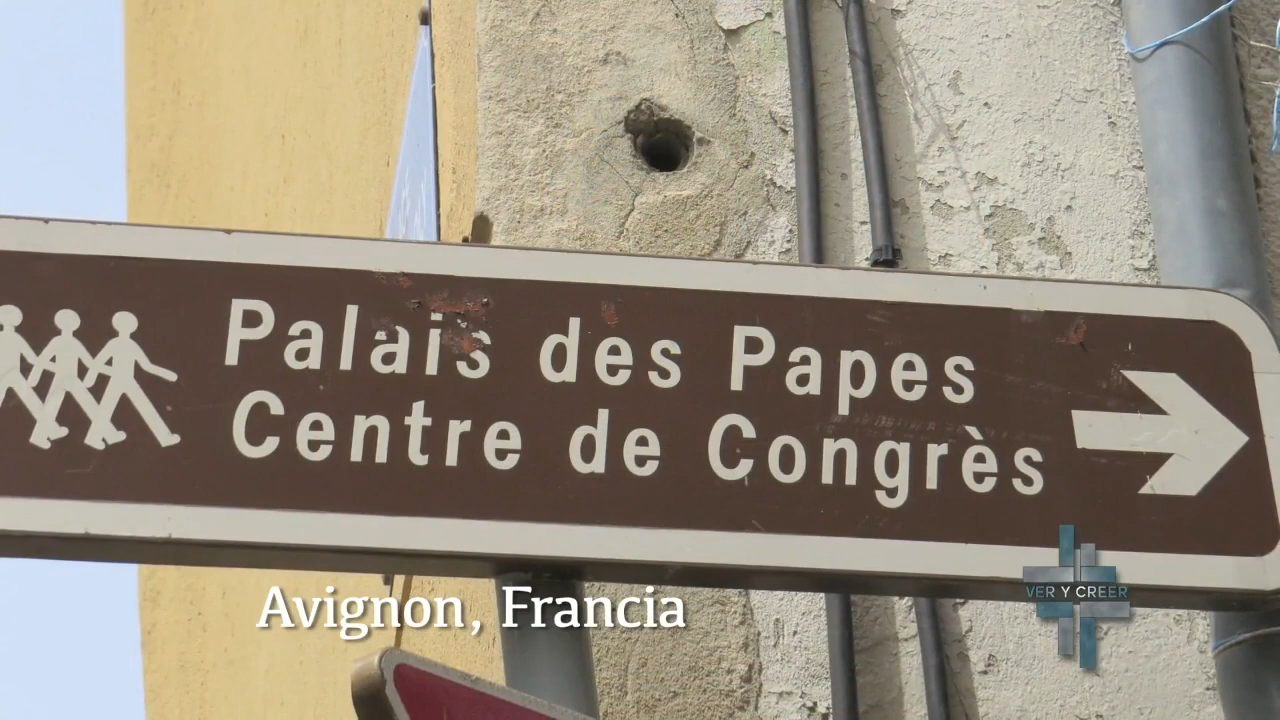 Palais des Papes
Centre de Congrès
Avignon, Francia
VER Y CREER